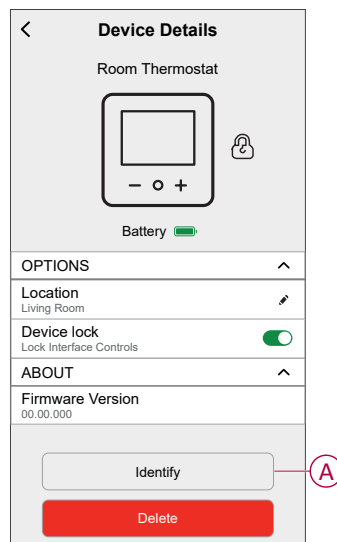 Device Details
Room Thermostat
Battery
OPTIONS
Location
Living Room
Device lock
Lock Interface Controls
ABOUT
Firmware Version
00.00.000
Identify
A
Delete